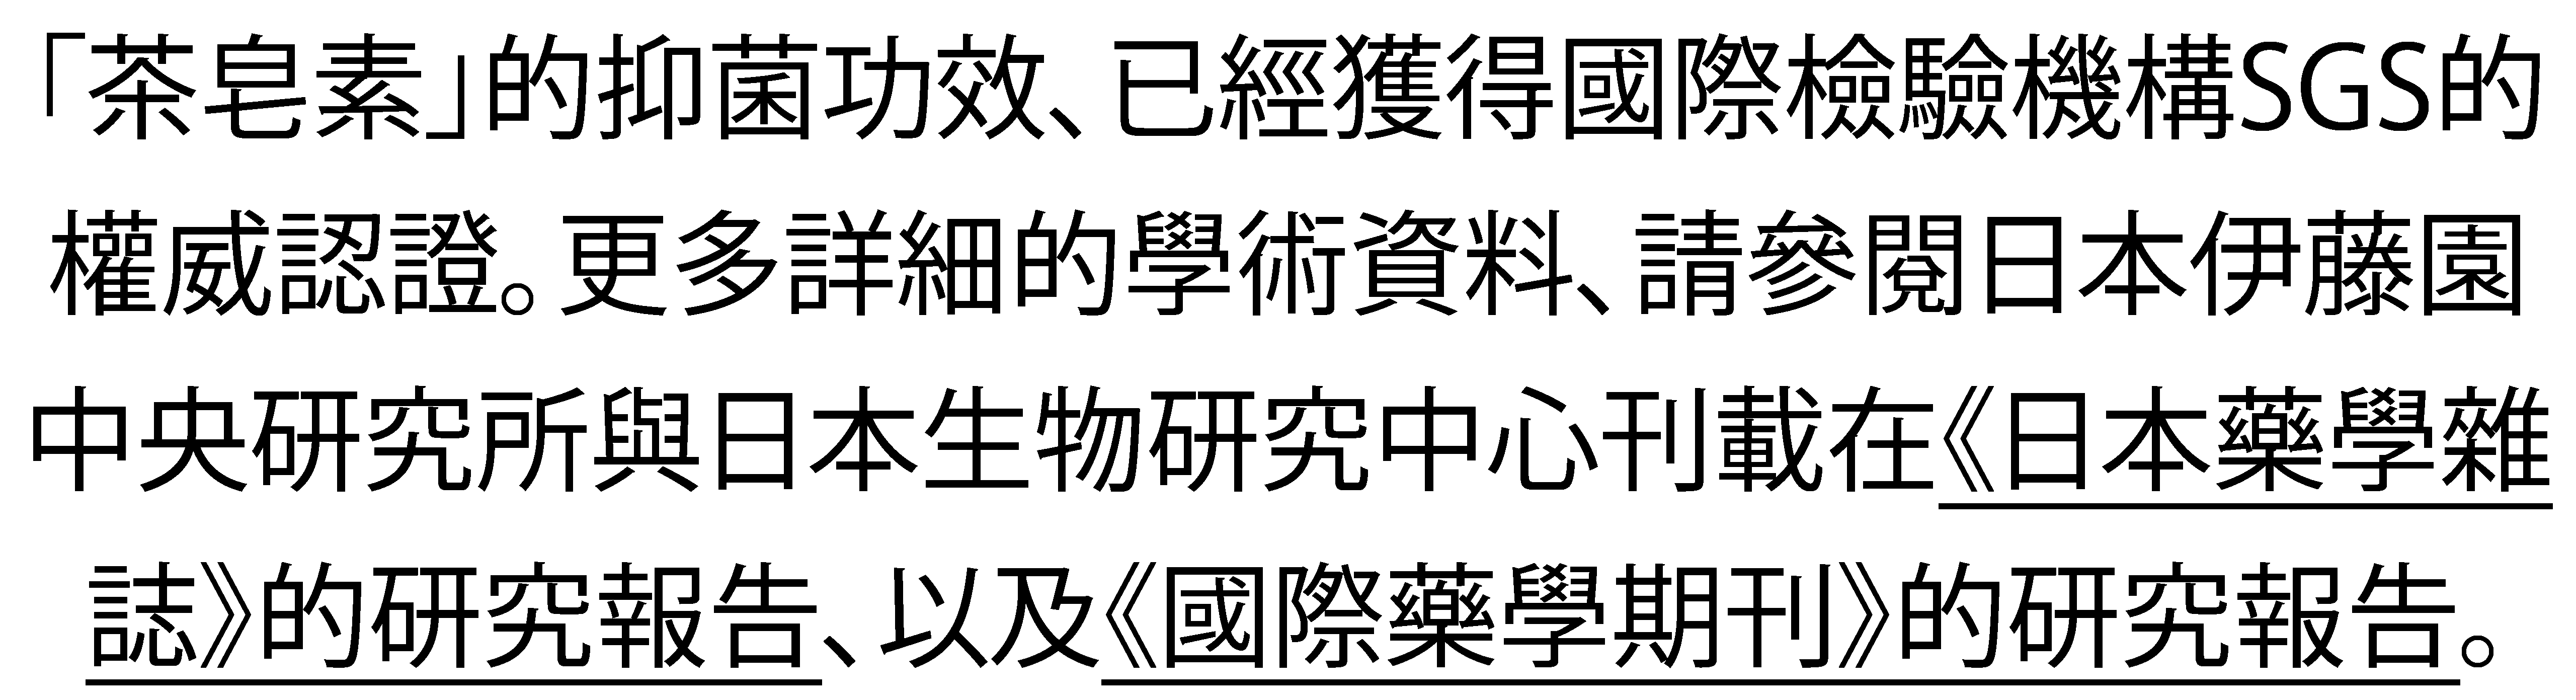 「茶皂素」的抑菌功效、已經獲得國際檢驗機構SGS的
權威認證。更多詳細的學術資料、請參閱日本伊藤園
中央研究所與日本生物研究中心刊載在《日本藥學雜
誌》的研究報告、以及《國際藥學期刊》的研究報告。